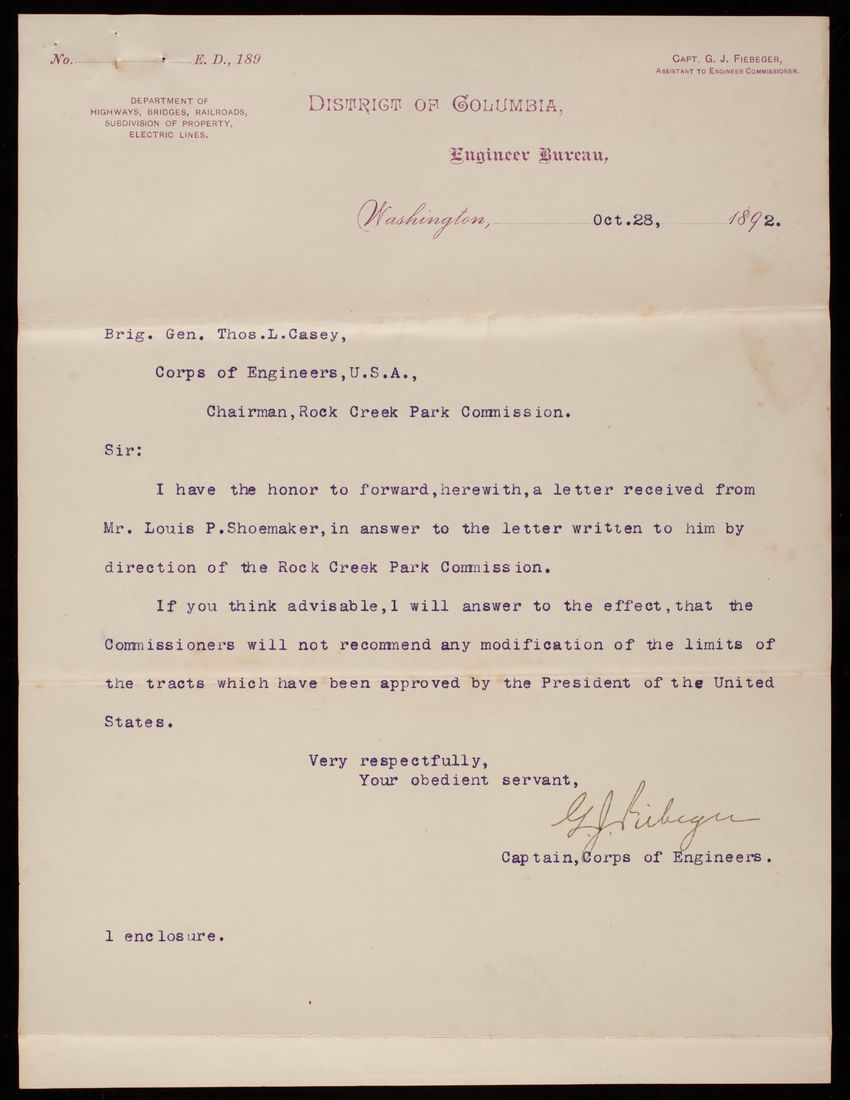 No. E. D., 189
CAPT. G. J. FIEBEGER,
ASSISTANT TO ENGINEER COMMISSIONER.
DEPARTMENT OF
HIGHWAYS, BRIDGES, RAILROADS,
SUBDIVISION OF PROPERTY,
ELECTRIC LINES.
DISTRICT OF COLUMBIA,
Engineer Bureau,
Washington, Oct.28, 1892.
Brig. Gen. Thos.L.Casey,
Corps of Engineers,U.S.A.,
Chairman,Rock Creek Park Commission.
Sir:
I have the honor to forward,herewith,a letter received from
Mr. Louis P.Shoemaker,in answer to the letter written to him by
direction of the Rock Creek Park Commission.
If you think advisable,I will answer to the effect,that the
Commissioners will not recommend any modification of the limits of
the tracts which have been approved by the President of the United
States.
Very respectfully,
Your obedient servant,
G.J.Fiebeger
Captain,Corps of Engineers.
1 enclosure.